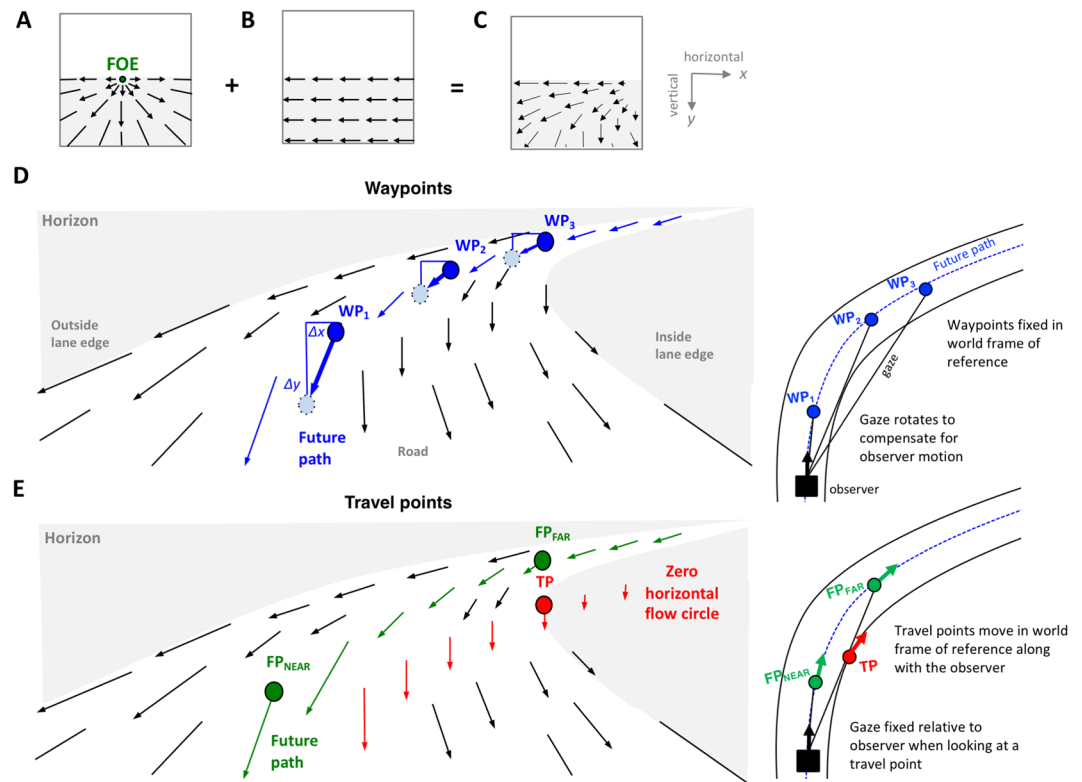 A
B
C
FOE
+
=
horizontal
x
vertical
y
D
Waypoints
Horizon
WP3
WP2
WP1
Δx
Δy
Outside
lane edge
Inside
lane edge
Future
path
Road
Future path
WP3
WP2
WP1
gaze
observer
Waypoints fixed in
world frame of
reference
Gaze rotates to
compensate for
observer motion
E
Travel points
Horizon
FPFAR
TP
Zero
horizontal
flow circle
FPNEAR
Future
path
FPFAR
TP
FPNEAR
Travel points move in world
frame of reference along
with the observer
Gaze fixed relative to
observer when looking at a
travel point